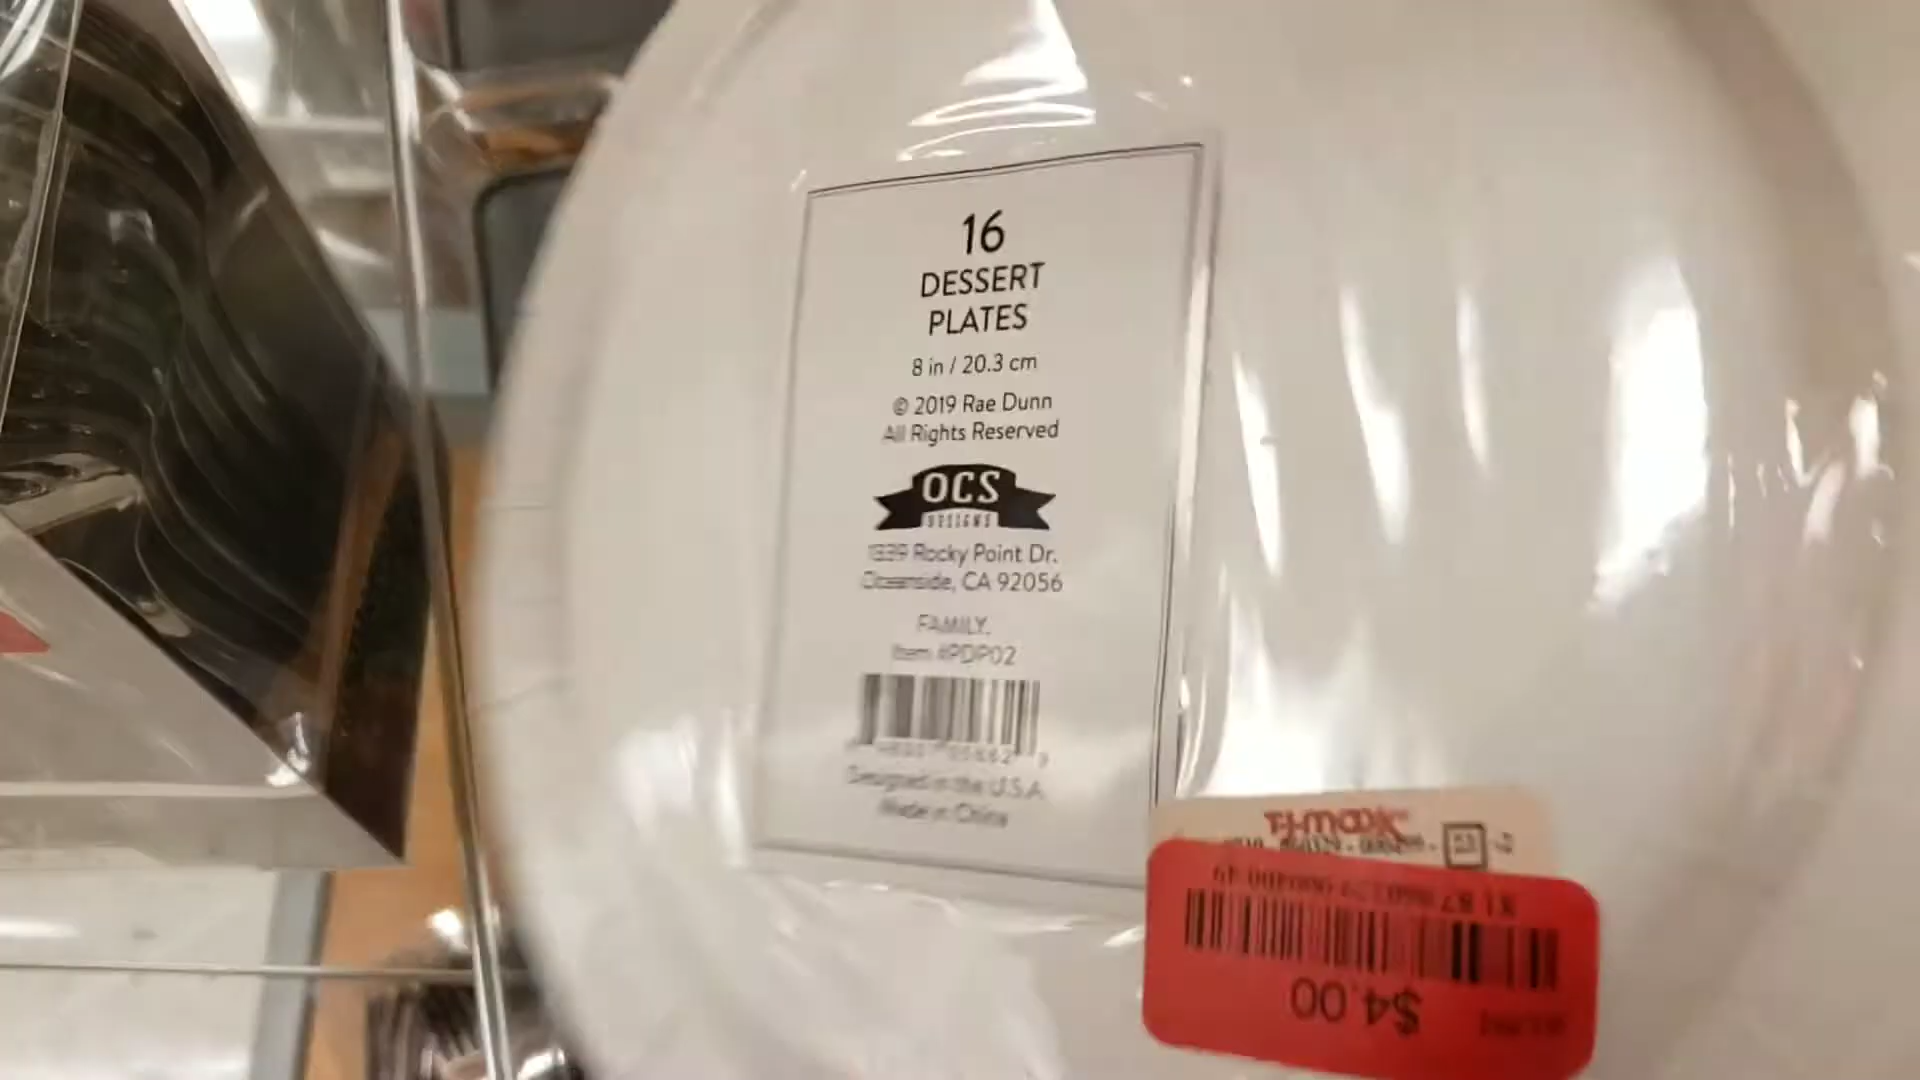 16
DESSERT
PLATES
8 in / 20.3 cm
© 2019 Rae Dunn
All Rights Reserved
OCS
DESIGNS
1339 Rocky Point Dr.
Oceanside, CA 92056
FAMILY.
Item #PDP02
Designed in the U.S.A
Made in China
T.J.maxx
$4.00